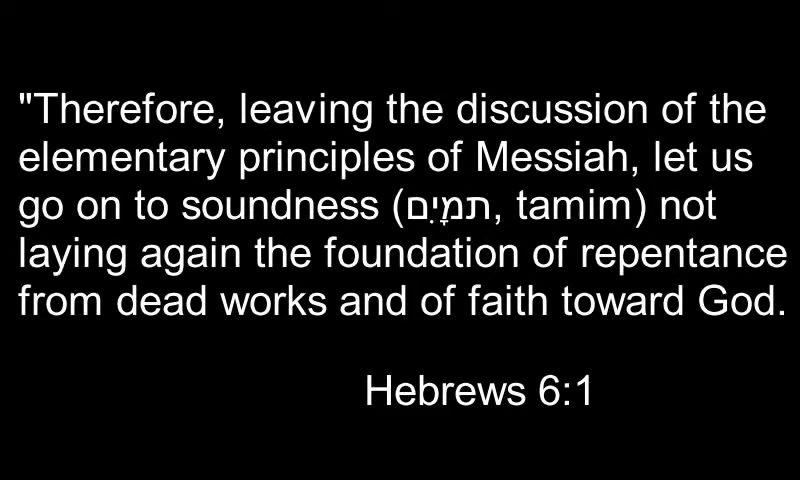 "Therefore, leaving the discussion of the
elementary principles of Messiah, let us
go on to soundness (תמָיִם, tamim) not
laying again the foundation of repentance
from dead works and of faith toward God.
Hebrews 6:1